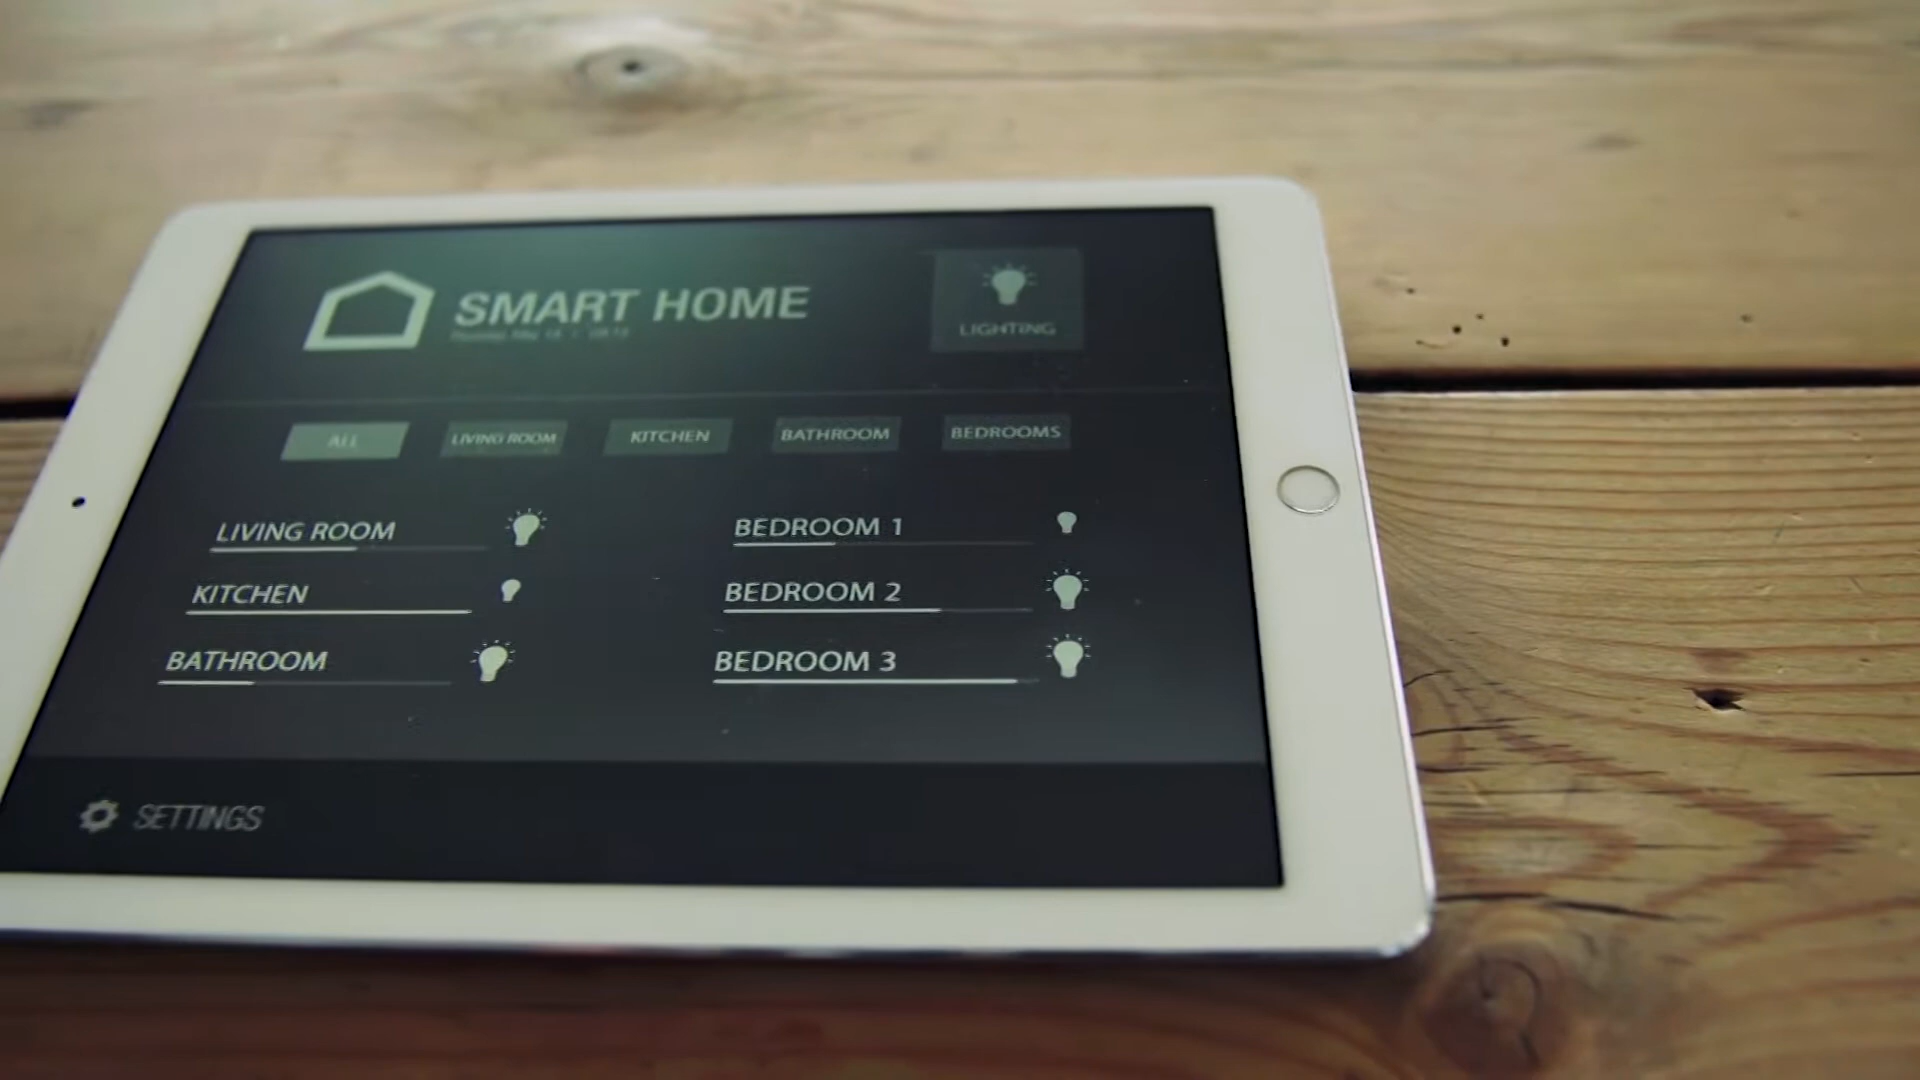 SMART HOME
LIGHTING
ALL
LIVING ROOM
KITCHEN
BATHROOM
BEDROOMS
LIVING ROOM
KITCHEN
BATHROOM
BEDROOM 1
BEDROOM 2
BEDROOM 3
SETTINGS